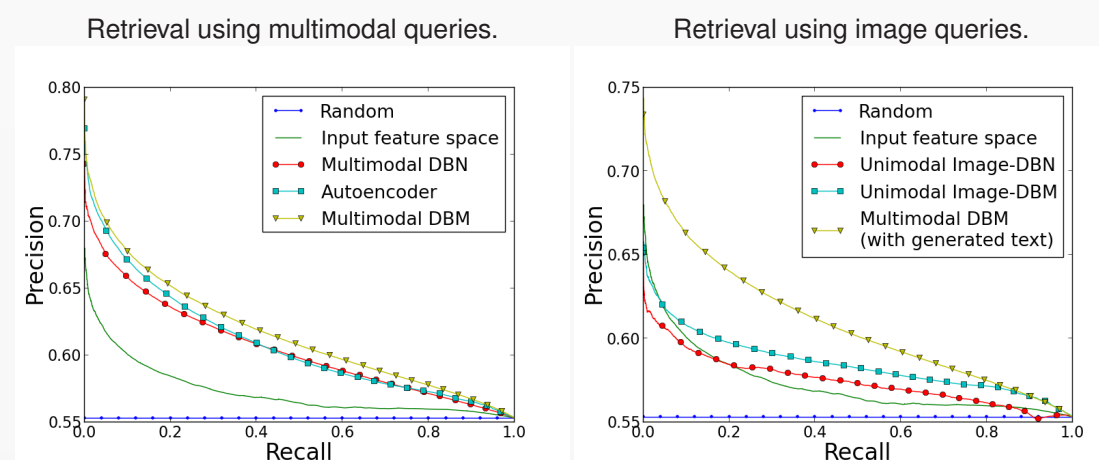 Retrieval using multimodal queries.
0.80
0.75
0.70
0.65
0.60
0.55
Precision
Random
Input feature space
Multimodal DBN
Autoencoder
Multimodal DBM
0.0 0.2 0.4 0.6 0.8 1.0
Recall
Retrieval using image queries.
0.75
0.70
0.65
0.60
0.55
Precision
Random
Input feature space
Unimodal Image-DBN
Unimodal Image-DBM
Multimodal DBM
(with generated text)
0.0 0.2 0.4 0.6 0.8 1.0
Recall